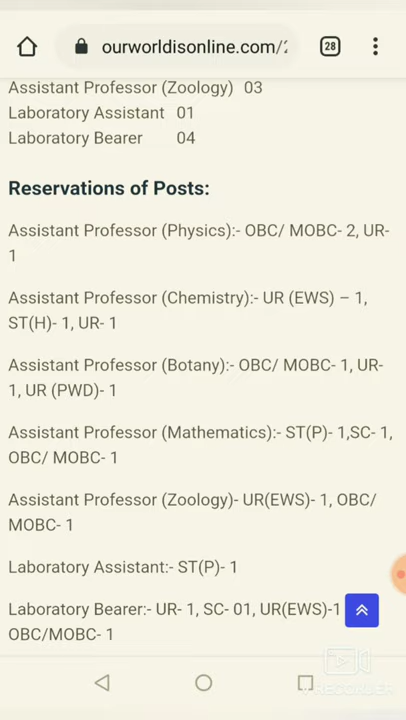 ourworldisonline.com/2
28
Assistant Professor (Zoology) 03
Laboratory Assistant 01
Laboratory Bearer 04
Reservations of Posts:
Assistant Professor (Physics):- OBC/ MOBC- 2, UR-
1
Assistant Professor (Chemistry):- UR (EWS) – 1,
ST(H)- 1, UR- 1
Assistant Professor (Botany):- OBC/ MOBC- 1, UR-
1, UR (PWD)- 1
Assistant Professor (Mathematics):- ST(P)- 1,SC- 1,
OBC/ MOBC- 1
Assistant Professor (Zoology)- UR(EWS)- 1, OBC/
MOBC- 1
Laboratory Assistant:- ST(P)- 1
Laboratory Bearer:- UR- 1, SC- 01, UR(EWS)-1
OBC/MOBC- 1
RECORDER